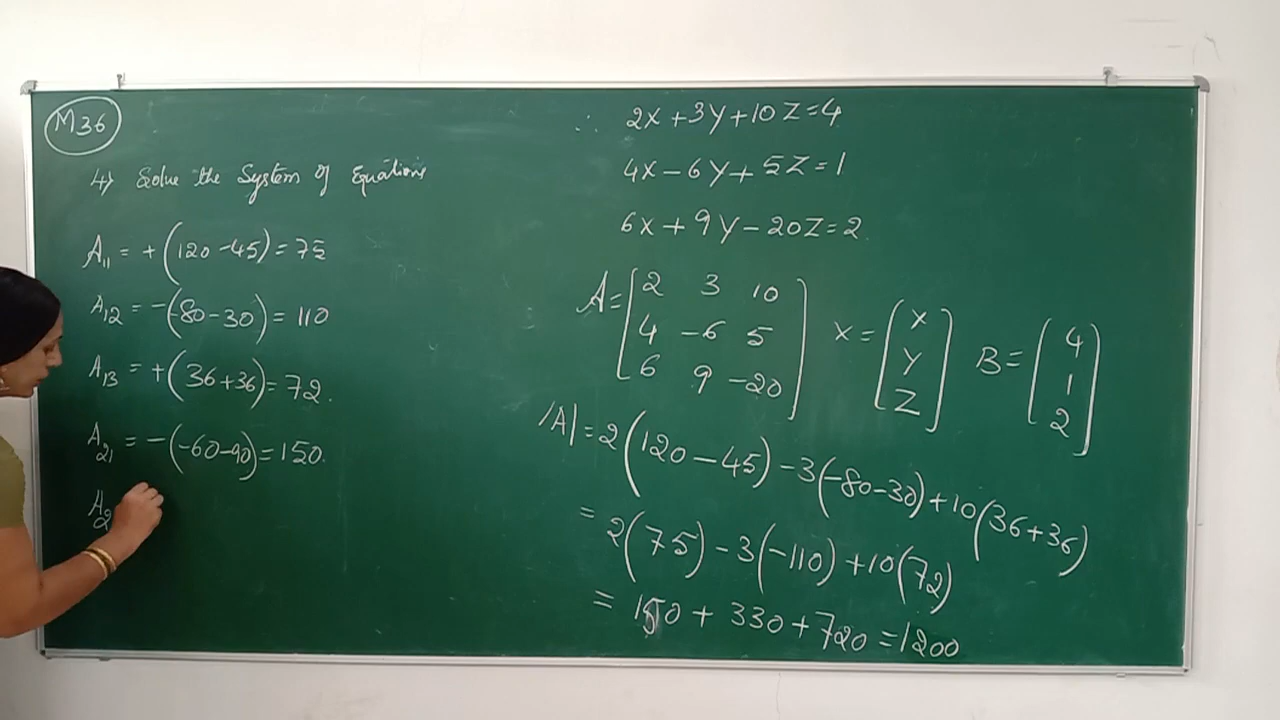 M36
4) Solve the System of Equations
A₁₁ = +(120-45) = 75
A₁₂ = -(-80-30) = 110
A₁₃ = +(36+36) = 72.
A₂₁ = -(-60-90) = 150.
A₂
∴ 2X+3Y+10Z=4
4X-6Y+5Z=1
6X+9Y-20Z=2
A= [2 3 10
4 -6 5
6 9 -20] X= [X
Y
Z] B= [4
1
2]
|A| = 2(120-45) -3(-80-30) +10(36+36)
= 2(75) -3(-110) +10(72)
= 150+330+720 = 1200